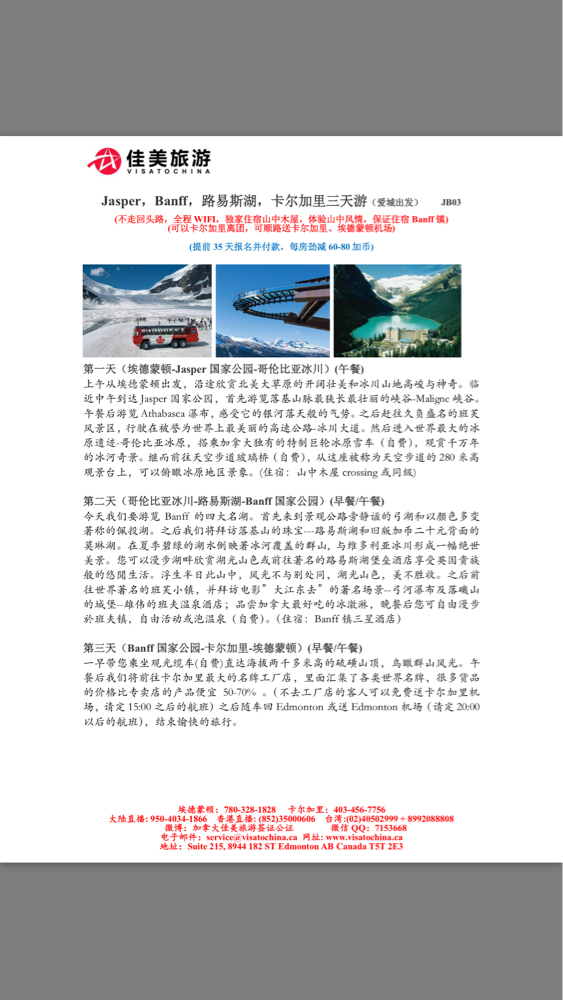 佳美旅游
VISATOCHINA
Jasper，Banff，路易斯湖，卡尔加里三天游（爱城出发） JB03
(不走回头路，全程 WIFI，独家住宿山中木屋，体验山中风情，保证住宿 Banff 镇)
(可以卡尔加里离团，可顺路送卡尔加里、埃德蒙顿机场)
(提前 35 天报名并付款，每房劲减 60-80 加币)
第一天（埃德蒙顿-Jasper 国家公园-哥伦比亚冰川）(午餐)
上午从埃德蒙顿出发，沿途欣赏北美大草原的开阔壮美和冰川山地高峻与神奇。临
近中午到达 Jasper 国家公园，首先游览落基山脉最狭长最壮丽的峡谷-Maligne 峡谷。
午餐后游览 Athabasca 瀑布，感受它的银河落天般的气势。之后赶往久负盛名的班芙
风景区，行驶在被誉为世界上最美丽的高速公路-冰川大道。然后进入世界最大的冰
原遗迹-哥伦比亚冰原，搭乘加拿大独有的特制巨轮冰原雪车（自费），观赏千万年
的冰河奇景。继而前往天空步道玻璃桥（自费），从这座被称为天空步道的 280 米高
观景台上，可以俯瞰冰原地区景象。(住宿：山中木屋 crossing 或同级)
第二天（哥伦比亚冰川-路易斯湖-Banff 国家公园）(早餐/午餐)
今天我们要游览 Banff 的四大名湖。首先来到景观公路旁静谧的弓湖和以颜色多变
著称的佩投湖。之后我们将拜访落基山的珠宝---路易斯湖和旧版加币二十元背面的
莫琳湖。在夏季碧绿的湖水倒映著冰河覆盖的群山, 与维多利亚冰川形成一幅绝世
美景。您可以漫步湖畔欣赏湖光山色或前往著名的路易斯湖堡垒酒店享受英国贵族
般的悠閒生活。浮生半日此山中，风光不与别处同，湖光山色，美不胜收。之后前
往世界著名的班芙小镇，并拜访电影”大江东去”的著名场景--弓河瀑布及落磯山
的城堡--雄伟的班夫温泉酒店；品尝加拿大最好吃的冰激淋，晚餐后您可自由漫步
於班夫镇，自由活动或泡温泉（自费）。（住宿：Banff 镇三星酒店）
第三天（Banff 国家公园-卡尔加里-埃德蒙顿）(早餐/午餐)
一早带您乘坐观光缆车(自费)直达海拔两千多米高的硫磺山顶，鸟瞰群山风光。午
餐后我们将前往卡尔加里最大的名牌工厂店，里面汇集了各类世界名牌，很多货品
的价格比专卖店的产品便宜 50-70% 。（不去工厂店的客人可以免费送卡尔加里机
场，请定 15:00 之后的航班）之后随车回 Edmonton 或送 Edmonton 机场（请定 20:00
以后的航班），结束愉快的旅行。
埃德蒙顿：780-328-1828 卡尔加里：403-456-7756
大陆直播: 950-4034-1866 香港直播: (852)35000606 台湾:(02)40502999 + 8992088808
微博：加拿大佳美旅游签证公证 微信 QQ：7153668
电子邮件：service@visatochina.ca 网址: www.visatochina.ca
地址：Suite 215, 8944 182 ST Edmonton AB Canada T5T 2E3